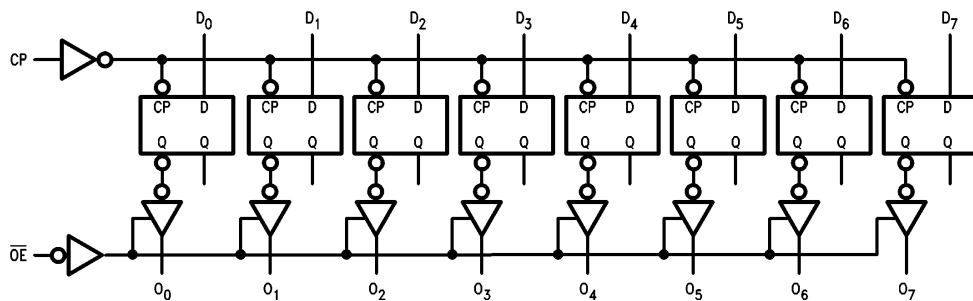 D0 D1 D2 D3 D4 D5 D6 D7
CP
CP D CP D CP D CP D CP D CP D CP D CP D
Q Q Q Q Q Q Q Q Q Q Q Q Q Q Q Q
O̅E̅
O0 O1 O2 O3 O4 O5 O6 O7